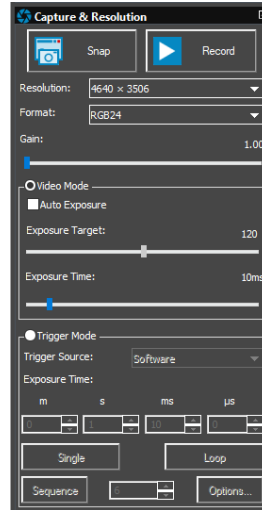 Capture & Resolution
Snap Record
Resolution: 4640 × 3506
Format: RGB24
Gain: 1.00
Video Mode
Auto Exposure
Exposure Target: 120
Exposure Time: 10ms
Trigger Mode
Trigger Source: Software
Exposure Time:
m s ms µs
0 1 10 0
Single Loop
Sequence 6 Options...